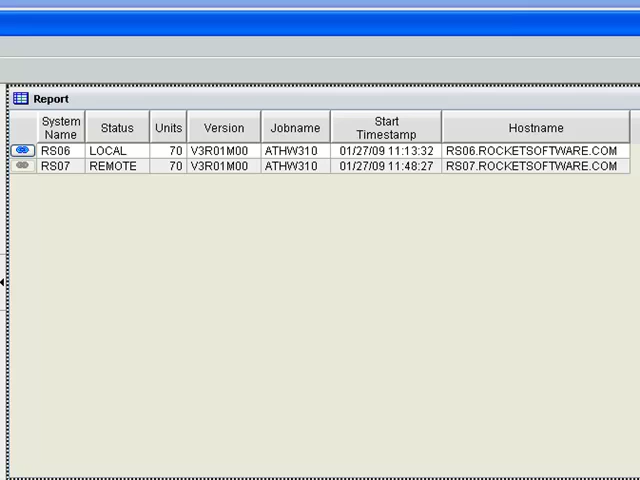 Report
System Name Status Units Version Jobname Start Timestamp Hostname
RS06 LOCAL 70 V3R01M00 ATHW310 01/27/09 11:13:32 RS06.ROCKETSOFTWARE.COM
RS07 REMOTE 70 V3R01M00 ATHW310 01/27/09 11:48:27 RS07.ROCKETSOFTWARE.COM